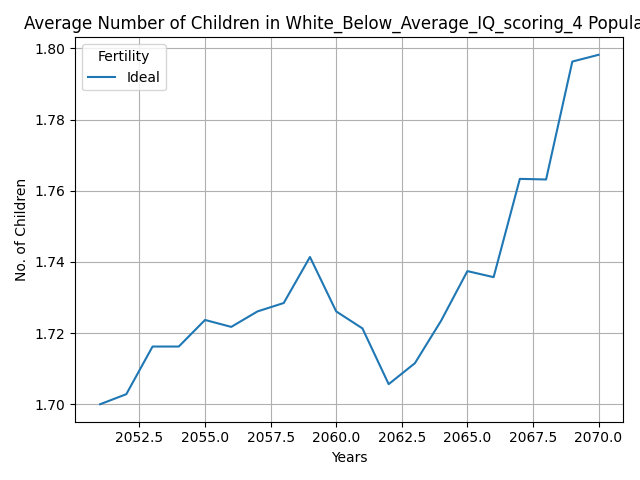 Average Number of Children in White_Below_Average_IQ_scoring_4 Popula
Fertility
Ideal
1.80
1.78
1.76
1.74
1.72
1.70
No. of Children
2052.5 2055.0 2057.5 2060.0 2062.5 2065.0 2067.5 2070.0
Years